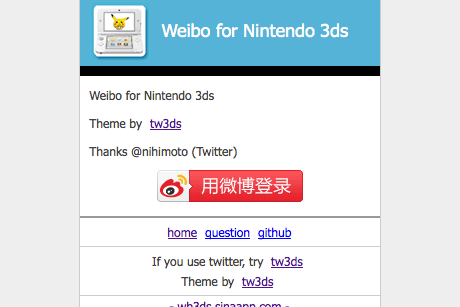 Weibo for Nintendo 3ds
Weibo for Nintendo 3ds
Theme by tw3ds
Thanks @nihimoto (Twitter)
用微博登录
home question github
If you use twitter, try tw3ds
Theme by tw3ds
- wb3ds.sinaapp.com -